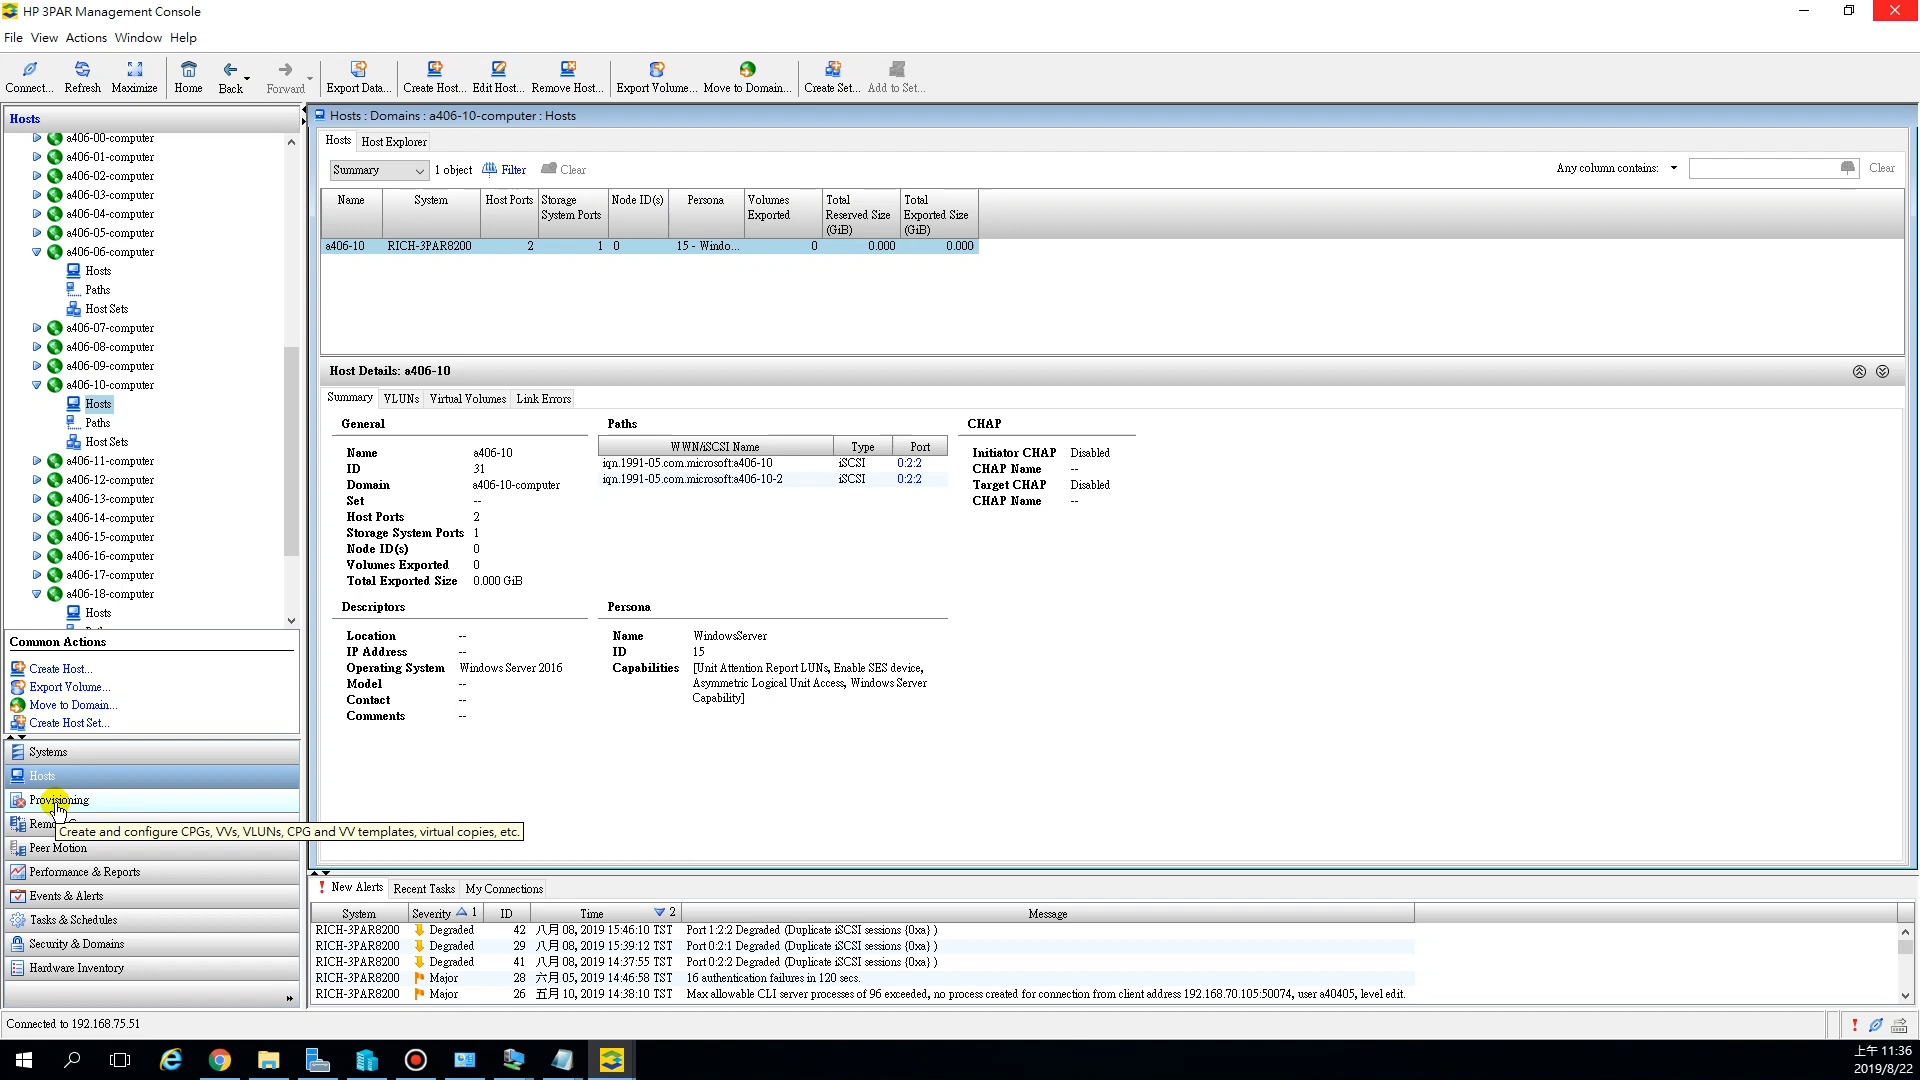 HP 3PAR Management Console
File View Actions Window Help
Connect... Refresh Maximize Home Back Forward Export Data... Create Host... Edit Host... Remove Host... Export Volume... Move to Domain... Create Set... Add to Set...
Hosts
a406-00-computer
a406-01-computer
a406-02-computer
a406-03-computer
a406-04-computer
a406-05-computer
a406-06-computer
Hosts
Paths
Host Sets
a406-07-computer
a406-08-computer
a406-09-computer
a406-10-computer
Hosts
Paths
Host Sets
a406-11-computer
a406-12-computer
a406-13-computer
a406-14-computer
a406-15-computer
a406-16-computer
a406-17-computer
a406-18-computer
Hosts
Common Actions
Create Host...
Export Volume...
Move to Domain...
Create Host Set...
Systems
Hosts
Provisioning
Create and configure CPGs, VVs, VLUNs, CPG and VV templates, virtual copies, etc.
Peer Motion
Performance & Reports
Events & Alerts
Tasks & Schedules
Security & Domains
Hardware Inventory
Hosts : Domains : a406-10-computer : Hosts
Hosts Host Explorer
Summary 1 object Filter Clear Any column contains: Clear
Name System Host Ports Storage System Ports Node ID(s) Persona Volumes Exported Total Reserved Size (GiB) Total Exported Size (GiB)
a406-10 RICH-3PAR8200 2 1 0 15 - Windo... 0 0.000 0.000
Host Details: a406-10
Summary VLUNs Virtual Volumes Link Errors
General
Name a406-10
ID 31
Domain a406-10-computer
Set --
Host Ports 2
Storage System Ports 1
Node ID(s) 0
Volumes Exported 0
Total Exported Size 0.000 GiB
Paths
WWN/iSCSI Name Type Port
iqn.1991-05.com.microsoft:a406-10 iSCSI 0:2:2
iqn.1991-05.com.microsoft:a406-10-2 iSCSI 0:2:2
CHAP
Initiator CHAP Disabled
CHAP Name --
Target CHAP Disabled
CHAP Name --
Descriptors
Location --
IP Address --
Operating System Windows Server 2016
Model --
Contact --
Comments --
Persona
Name WindowsServer
ID 15
Capabilities [Unit Attention Report LUNs, Enable SES device,
Asymmetric Logical Unit Access, Windows Server
Capability]
New Alerts Recent Tasks My Connections
System Severity 1 ID Time 2 Message
RICH-3PAR8200 Degraded 42 八月 08, 2019 15:46:10 TST Port 1:2:2 Degraded (Duplicate iSCSI sessions {0xa} )
RICH-3PAR8200 Degraded 29 八月 08, 2019 15:39:12 TST Port 0:2:1 Degraded (Duplicate iSCSI sessions {0xa} )
RICH-3PAR8200 Degraded 41 八月 08, 2019 14:37:55 TST Port 0:2:2 Degraded (Duplicate iSCSI sessions {0xa} )
RICH-3PAR8200 Major 28 六月 05, 2019 14:46:58 TST 16 authentication failures in 120 secs.
RICH-3PAR8200 Major 26 五月 10, 2019 14:38:10 TST Max allowable CLI server processes of 96 exceeded, no process created for connection from client address 192.168.70.105:50074, user a40405, level edit.
Connected to 192.168.75.51
上午 11:36
2019/8/22